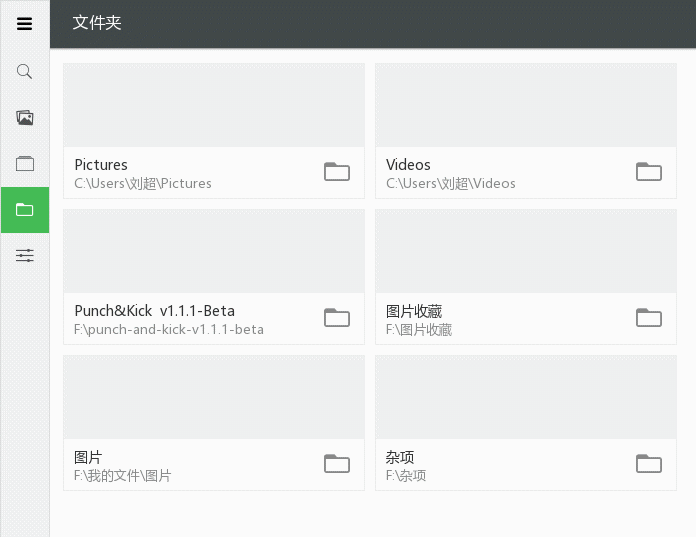 文件夹
Pictures
C:\Users\刘超\Pictures
Videos
C:\Users\刘超\Videos
Punch&Kick v1.1.1-Beta
F:\punch-and-kick-v1.1.1-beta
图片收藏
F:\图片收藏
图片
F:\我的文件\图片
杂项
F:\杂项